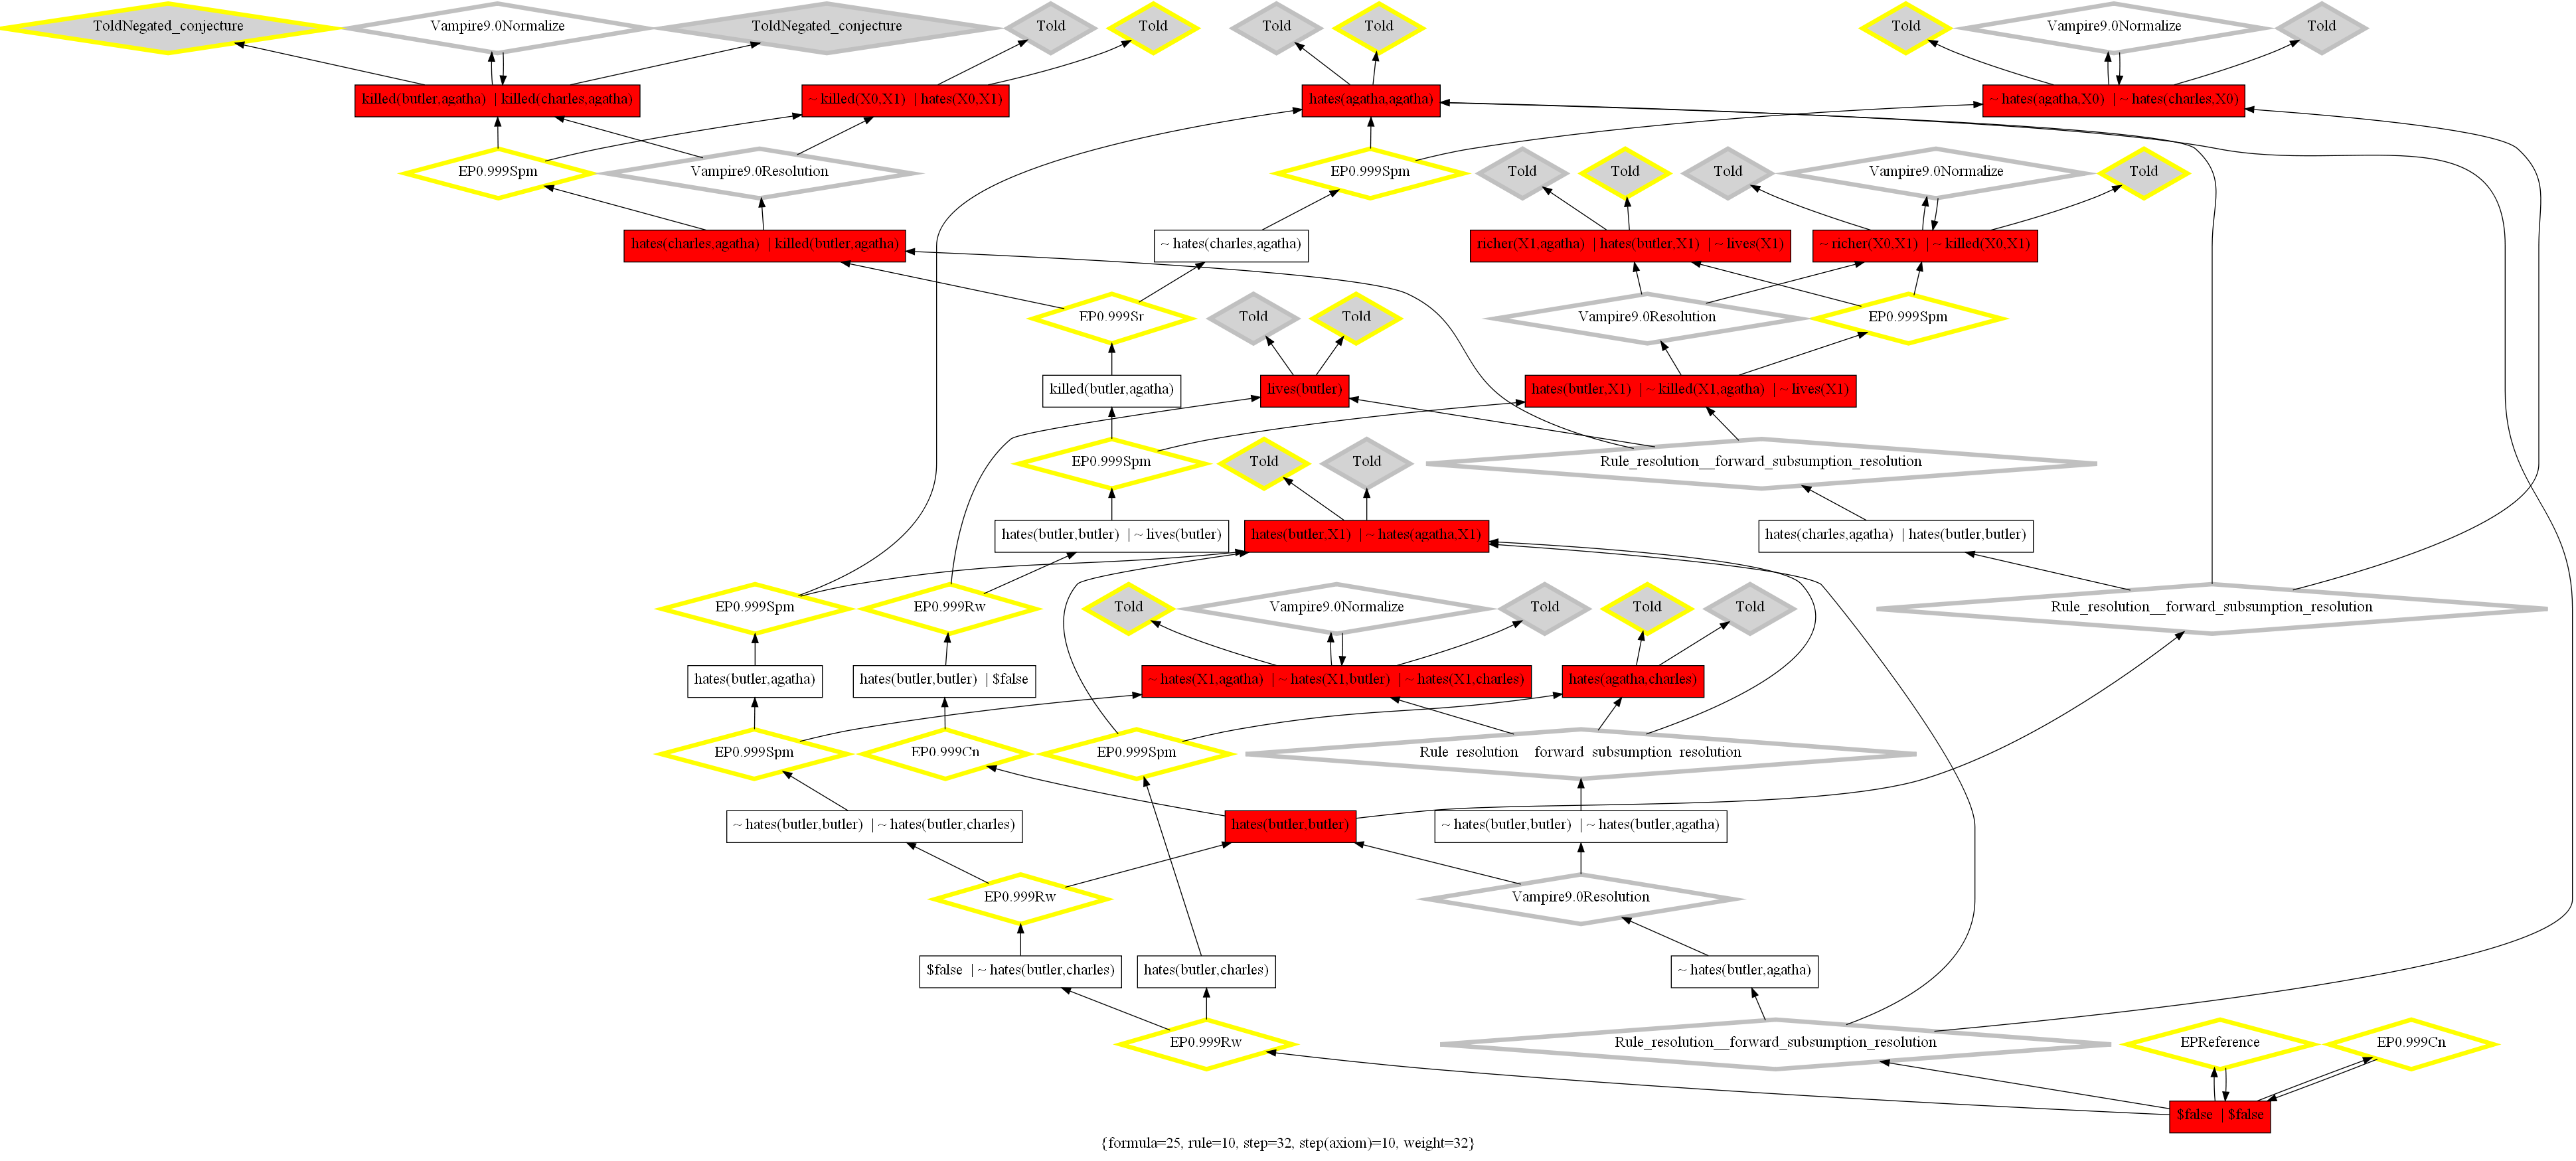 ToldNegated_conjecture
Vampire9.0Normalize
ToldNegated_conjecture
Told
Told
Told
Told
Told
Vampire9.0Normalize
Told
killed(butler,agatha) | killed(charles,agatha)
~ killed(X0,X1) | hates(X0,X1)
hates(agatha,agatha)
~ hates(agatha,X0) | ~ hates(charles,X0)
EP0.999Spm
Vampire9.0Resolution
EP0.999Spm
Told
Told
Told
Vampire9.0Normalize
Told
hates(charles,agatha) | killed(butler,agatha)
~ hates(charles,agatha)
richer(X1,agatha) | hates(butler,X1) | ~ lives(X1)
~ richer(X0,X1) | ~ killed(X0,X1)
EP0.999Sr
Told
Told
Vampire9.0Resolution
EP0.999Spm
killed(butler,agatha)
lives(butler)
hates(butler,X1) | ~ killed(X1,agatha) | ~ lives(X1)
EP0.999Spm
Told
Told
Rule_resolution__forward_subsumption_resolution
hates(butler,butler) | ~ lives(butler)
hates(butler,X1) | ~ hates(agatha,X1)
hates(charles,agatha) | hates(butler,butler)
EP0.999Spm
EP0.999Rw
Told
Vampire9.0Normalize
Told
Told
Told
Rule_resolution__forward_subsumption_resolution
hates(butler,agatha)
hates(butler,butler) | $false
~ hates(X1,agatha) | ~ hates(X1,butler) | ~ hates(X1,charles)
hates(agatha,charles)
EP0.999Spm
EP0.999Cn
EP0.999Spm
Rule_resolution__forward_subsumption_resolution
~ hates(butler,butler) | ~ hates(butler,charles)
hates(butler,butler)
~ hates(butler,butler) | ~ hates(butler,agatha)
EP0.999Rw
Vampire9.0Resolution
$false | ~ hates(butler,charles)
hates(butler,charles)
~ hates(butler,agatha)
EP0.999Rw
Rule_resolution__forward_subsumption_resolution
EPReference
EP0.999Cn
$false | $false
{formula=25, rule=10, step=32, step(axiom)=10, weight=32}